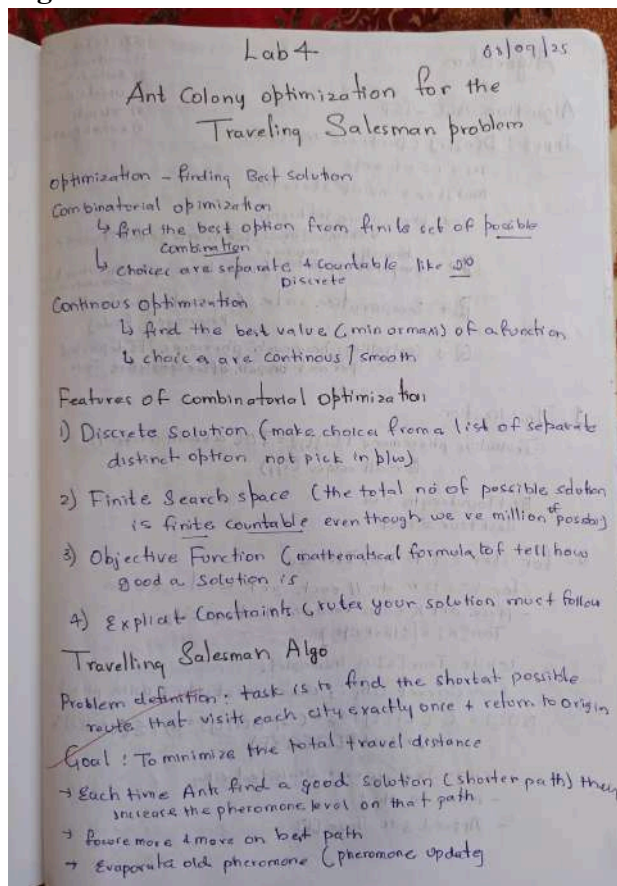 Lab 4
03/09/25
Ant Colony optimization for the
Traveling Salesman problem
optimization - finding Best solution
Combinatorial opimization
↳ find the best option from finite set of possible
combination
↳ choices are separate & countable like
Discrete
Continous optimization
↳ find the best value (min or max) of a function
↳ choices are continous / smooth
Features of combinatorial optimization
1) Discrete Solution (make choice from a list of separate
distinct option not pick in b/w)
2) Finite Search space (the total no of possible solution
is finite countable even though we ve million of
3) Objective Function (mathematical formula to tell how
good a solution is
4) Explicit Constraints (rules your solution must follow
Travelling Salesman Algo
Problem definition: task is to find the shortest possible
route that visits each city exactly once & return to origin
Goal: To minimize the total travel distance
→ Each time Ants find a good solution (shorter path) they
increase the pheromone level on that path
→ more & more on best path
→ Evaporate old pheromone (pheromone update)